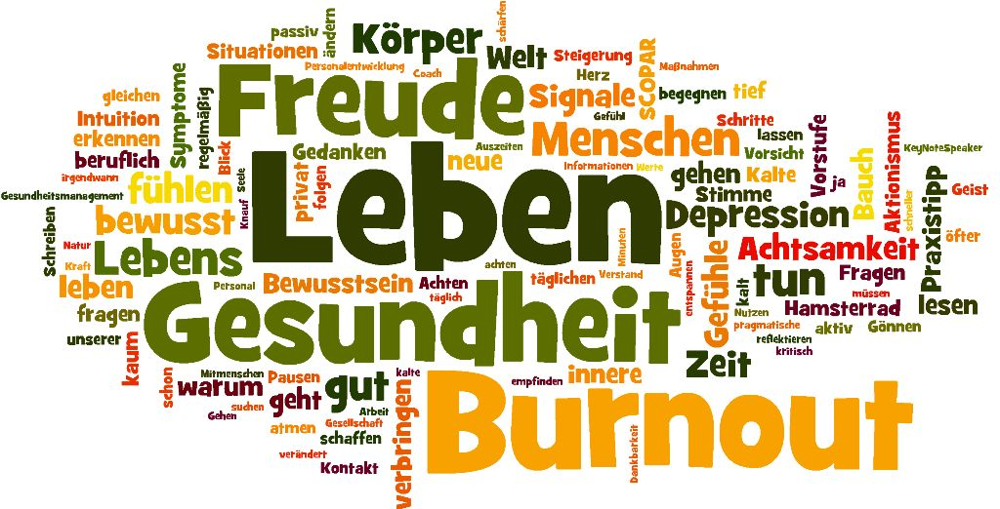 passiv
ändern
Körper
schärfen
Situationen
Welt
Steigerung
Personalentwicklung
Coach
Herz
SCOPAR
Maßnahmen
gleichen
Symptome
regelmäßig
Freude
Signale
begegnen
tief
Intuition
Gefühl
erkennen
Menschen
Schritte
lassen
beruflich
Blick
Gedanken
Auszeiten
neue
Vorsicht
Vorstufe
Aktionismus
KeyNoteSpeaker
irgendwann
Seele
privat
folgen
Leben
Informationen
Werte
gehen
Kalte
ja
Bauch
Praxistipp
Geist
Gesundheitsmanagement
fühlen
Stimme
bewusst
Knauf
Depression
schneller
Schreiben
Natur
Lebens
Minuten
Augen
Achtsamkeit
öfter
Kraft
achten
leben
Personal
Bewusstsein
Achten
täglichen
Verstand
entspannen
Gefühle
kalt
tun
Fragen
täglich
müssen
fragen
Gesundheit
Nutzen
Hamsterrad
lesen
pragmatische
aktiv
Gönnen
unserer
kaum
reflektieren
kritisch
Zeit
schon
Mitmenschen
Pausen
kalte
innere
warum
empfinden
geht
gut
verbringen
Burnout
suchen
Gehen
Arbeit
atmen
Gesellschaft
schaffen
verändert
Kontakt
Dankbarkeit